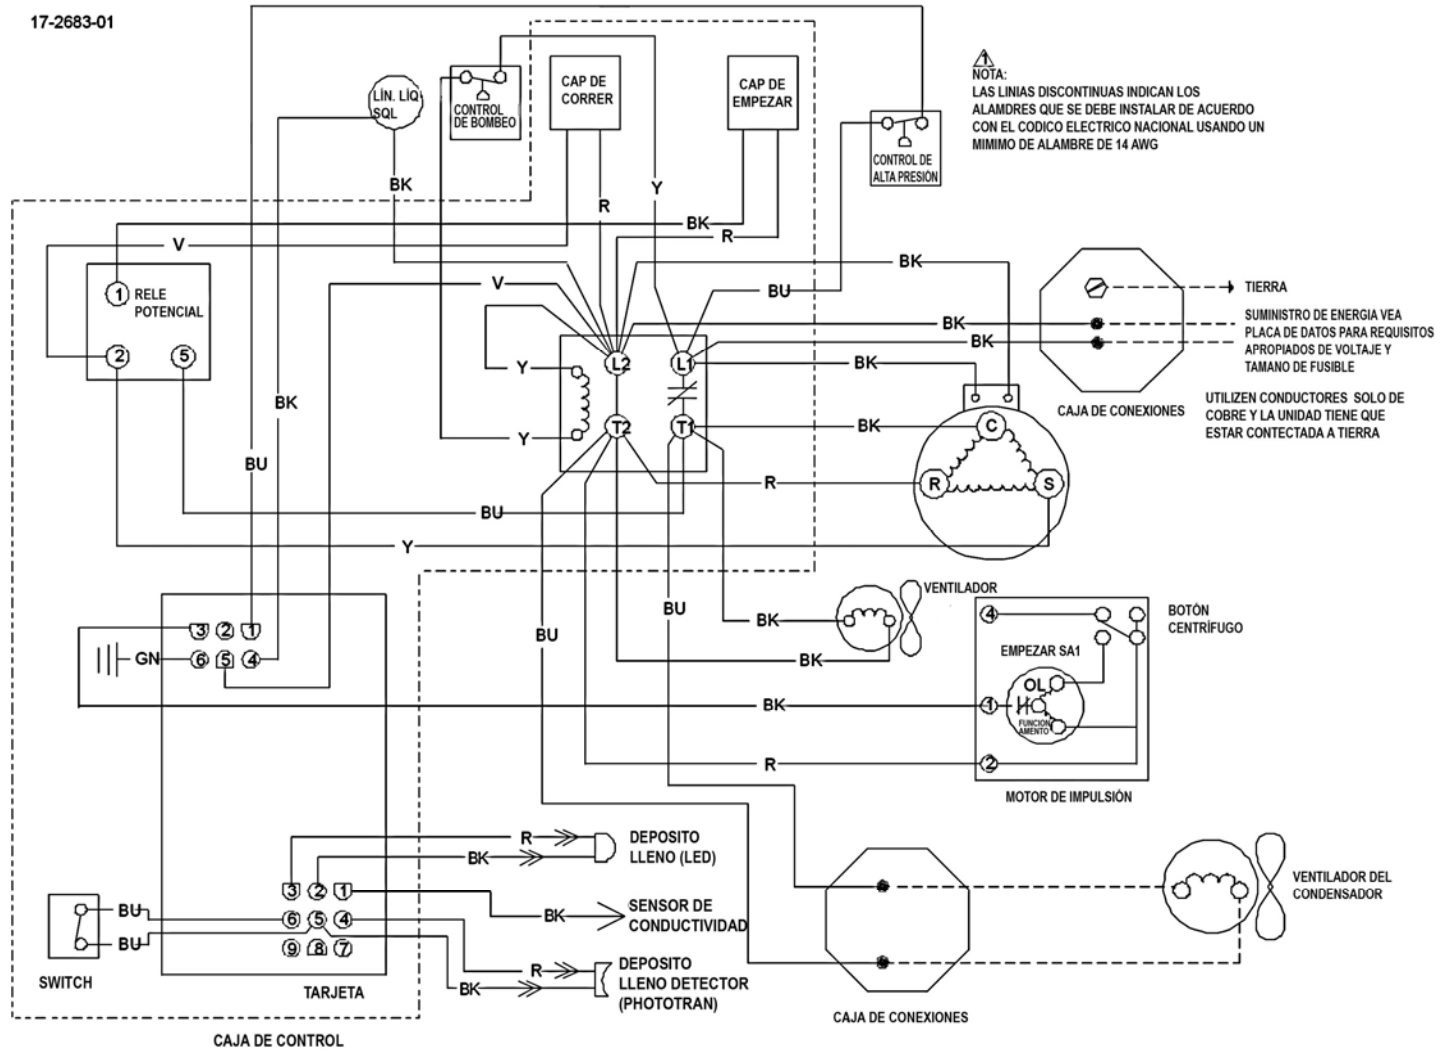 17-2683-01
LÍN. LÍQ
SQL
CONTROL
DE BOMBEO
CAP DE
CORRER
CAP DE
EMPEZAR
1
NOTA:
LAS LINIAS DISCONTINUAS INDICAN LOS
ALAMDRES QUE SE DEBE INSTALAR DE ACUERDO
CON EL CODICO ELECTRICO NACIONAL USANDO UN
MIMIMO DE ALAMBRE DE 14 AWG
CONTROL DE
ALTA PRESIÓN
BK
R
Y
BK
R
V
BK
V
BU
1 RELE
POTENCIAL
2
5
TIERRA
SUMINISTRO DE ENERGIA VEA
PLACA DE DATOS PARA REQUISITOS
APROPIADOS DE VOLTAJE Y
TAMANO DE FUSIBLE
BK
BK
BK
L2
L1
Y
Y
T2
T1
BK
BK
CAJA DE CONEXIONES
UTILIZEN CONDUCTORES SOLO DE
COBRE Y LA UNIDAD TIENE QUE
ESTAR CONTECTADA A TIERRA
C
R
S
BU
R
BU
Y
BU
BU
3 2 1
6 5 4
GN
BK
BK
VENTILADOR
4
BOTÓN
CENTRÍFUGO
EMPEZAR SA1
OL
FUNCION
AMENTO
BK
1
R
2
MOTOR DE IMPULSIÓN
R
DEPOSITO
LLENO (LED)
BK
3 2 1
6 5 4
9 8 7
BU
BU
SWITCH
BK
SENSOR DE
CONDUCTIVIDAD
R
BK
DEPOSITO
LLENO DETECTOR
(PHOTOTRAN)
TARJETA
CAJA DE CONTROL
CAJA DE CONEXIONES
VENTILADOR DEL
CONDENSADOR